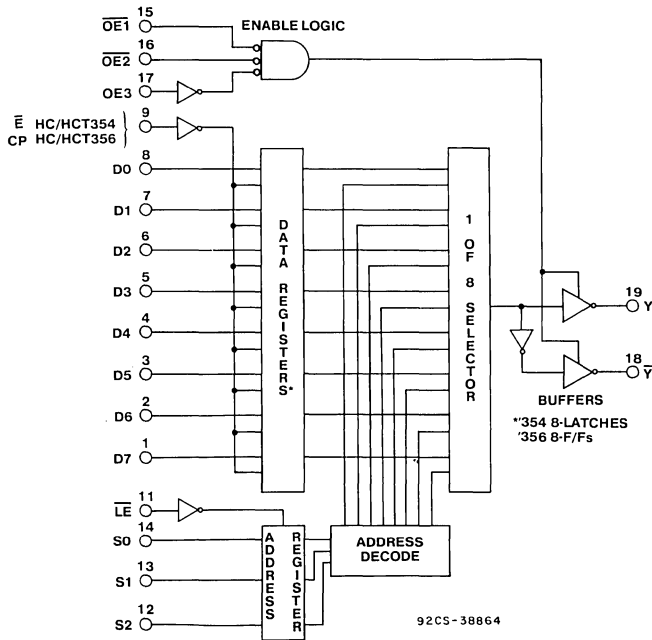 15
OE1
ENABLE LOGIC
16
OE2
17
OE3
9
E HC/HCT354
CP HC/HCT356
8
D0
7
D1
6
D2
5
D3
4
D4
3
D5
2
D6
1
D7
DATA REGISTERS*
1 OF 8 SELECTOR
19
Y
18
Y
BUFFERS
*'354 8-LATCHES
'356 8-F/Fs
11
LE
14
S0
13
S1
12
S2
ADDRESS
REGISTER
ADDRESS
DECODE
92CS-38864